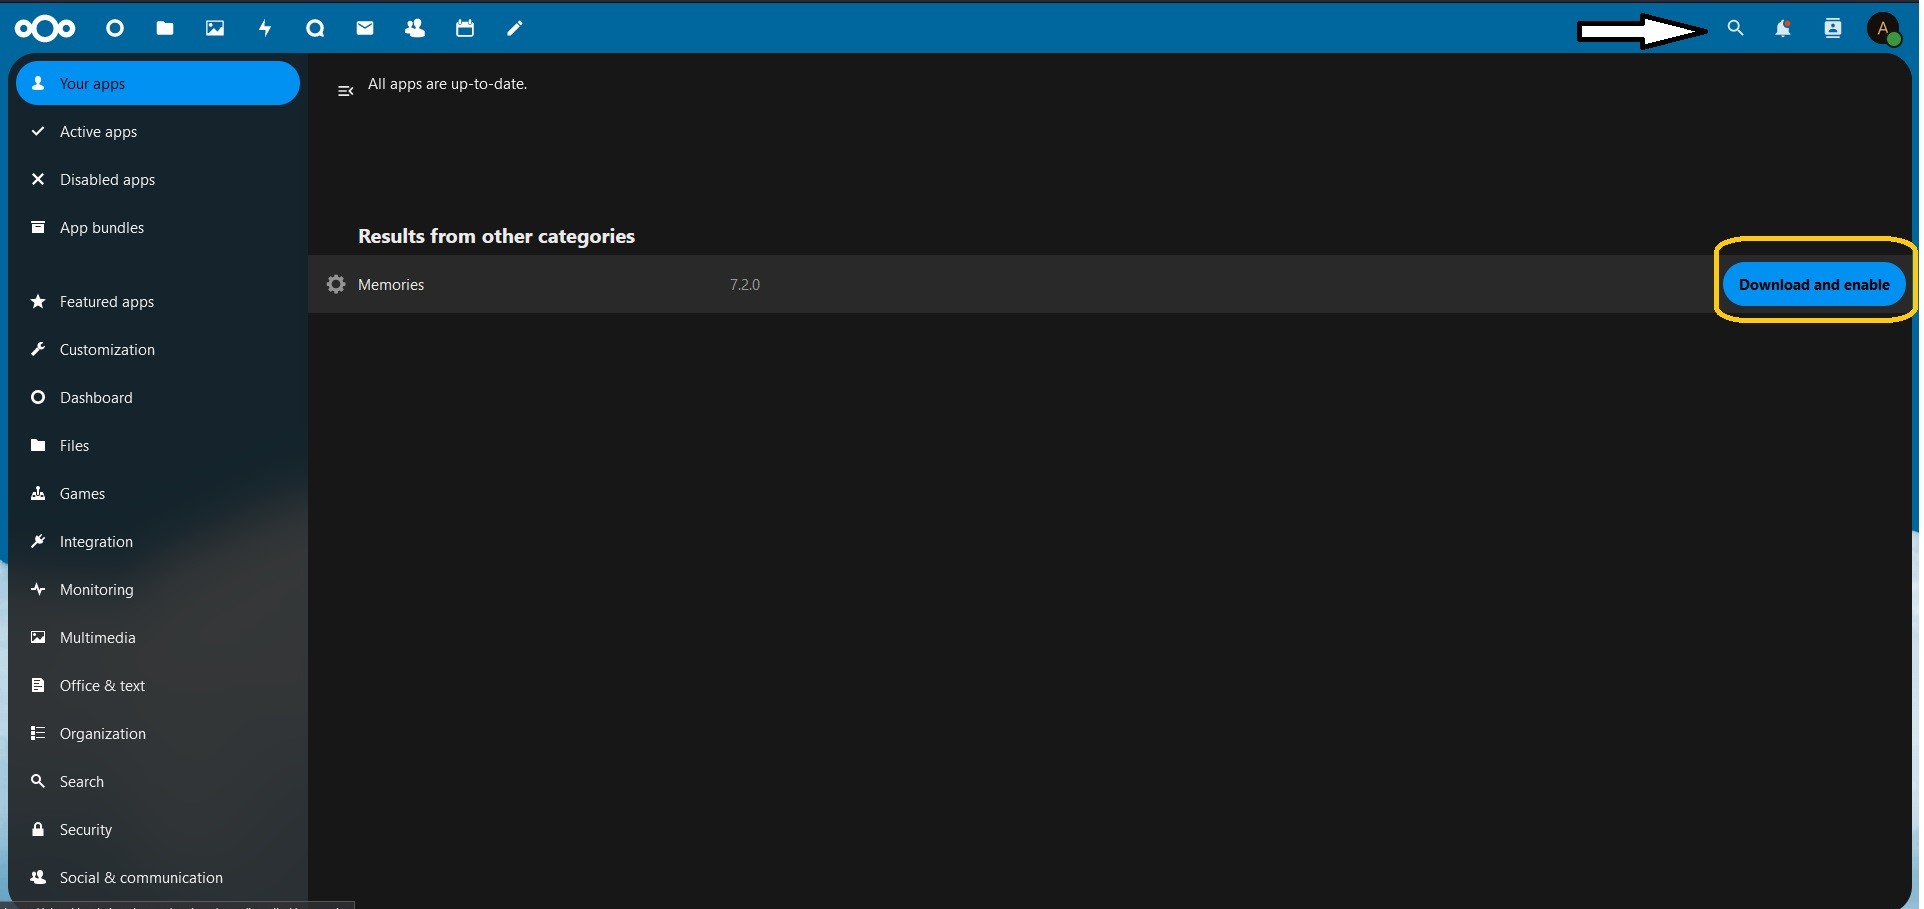 A
Your apps
Active apps
Disabled apps
App bundles
Featured apps
Customization
Dashboard
Files
Games
Integration
Monitoring
Multimedia
Office & text
Organization
Search
Security
Social & communication
All apps are up-to-date.
Results from other categories
Memories 7.2.0 Download and enable